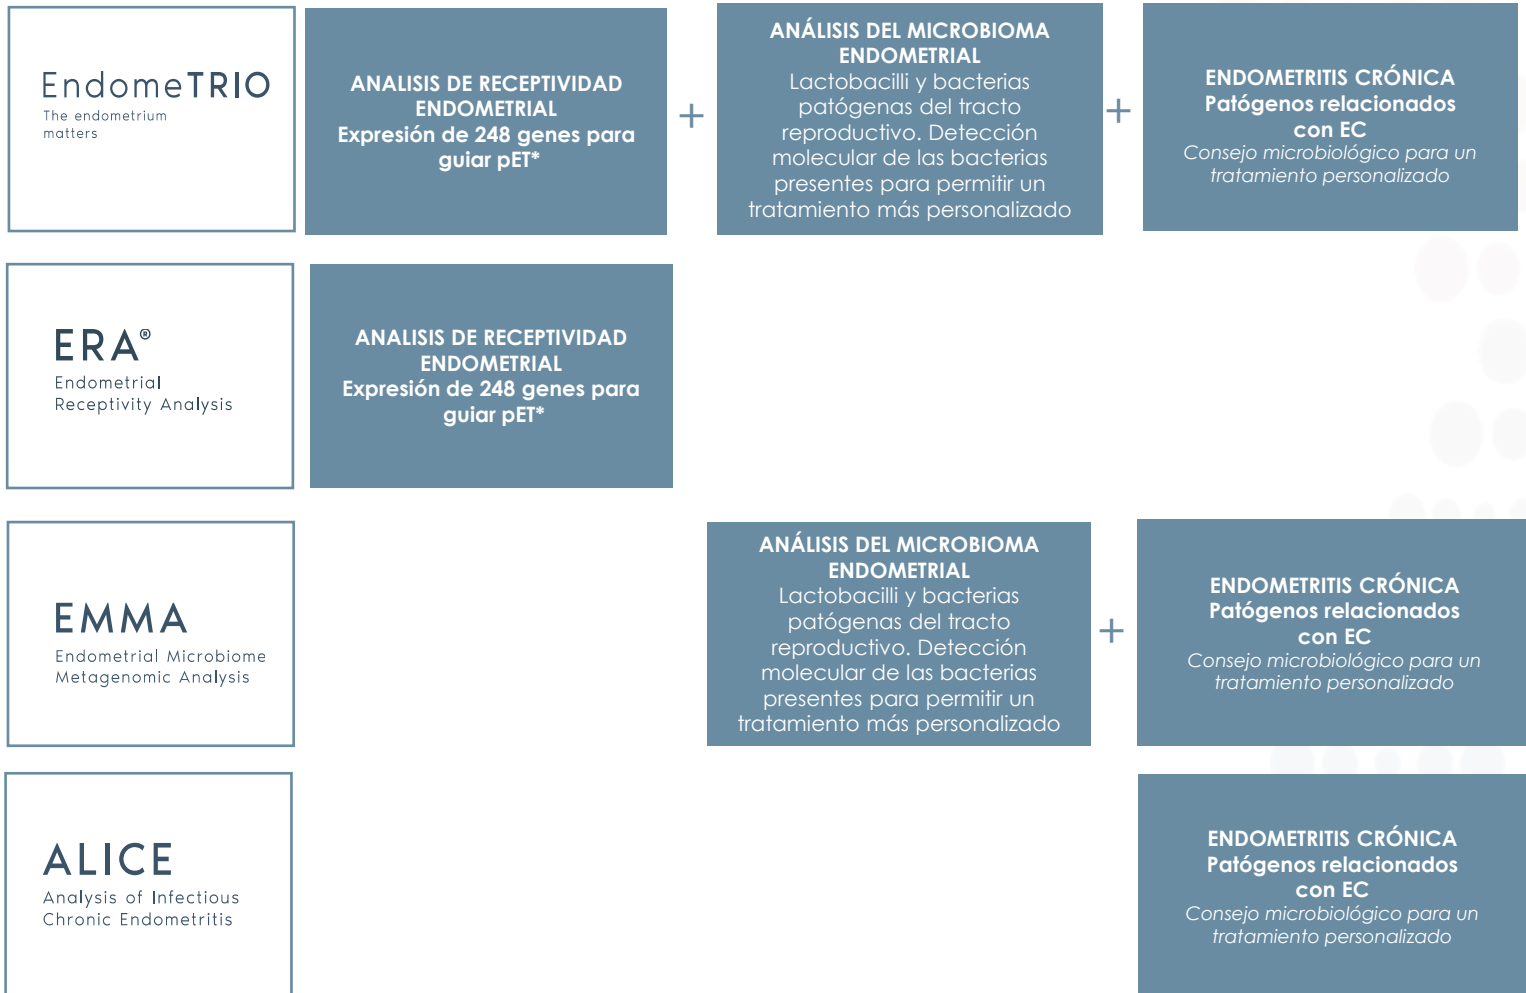 EndomeTRIO
The endometrium
matters
ANALISIS DE RECEPTIVIDAD
ENDOMETRIAL
Expresión de 248 genes para
guiar pET*
+
ANÁLISIS DEL MICROBIOMA
ENDOMETRIAL
Lactobacilli y bacterias
patógenas del tracto
reproductivo. Detección
molecular de las bacterias
presentes para permitir un
tratamiento más personalizado
+
ENDOMETRITIS CRÓNICA
Patógenos relacionados
con EC
Consejo microbiológico para un
tratamiento personalizado
ERA®
Endometrial
Receptivity Analysis
ANALISIS DE RECEPTIVIDAD
ENDOMETRIAL
Expresión de 248 genes para
guiar pET*
EMMA
Endometrial Microbiome
Metagenomic Analysis
ANÁLISIS DEL MICROBIOMA
ENDOMETRIAL
Lactobacilli y bacterias
patógenas del tracto
reproductivo. Detección
molecular de las bacterias
presentes para permitir un
tratamiento más personalizado
+
ENDOMETRITIS CRÓNICA
Patógenos relacionados
con EC
Consejo microbiológico para un
tratamiento personalizado
ALICE
Analysis of Infectious
Chronic Endometritis
ENDOMETRITIS CRÓNICA
Patógenos relacionados
con EC
Consejo microbiológico para un
tratamiento personalizado